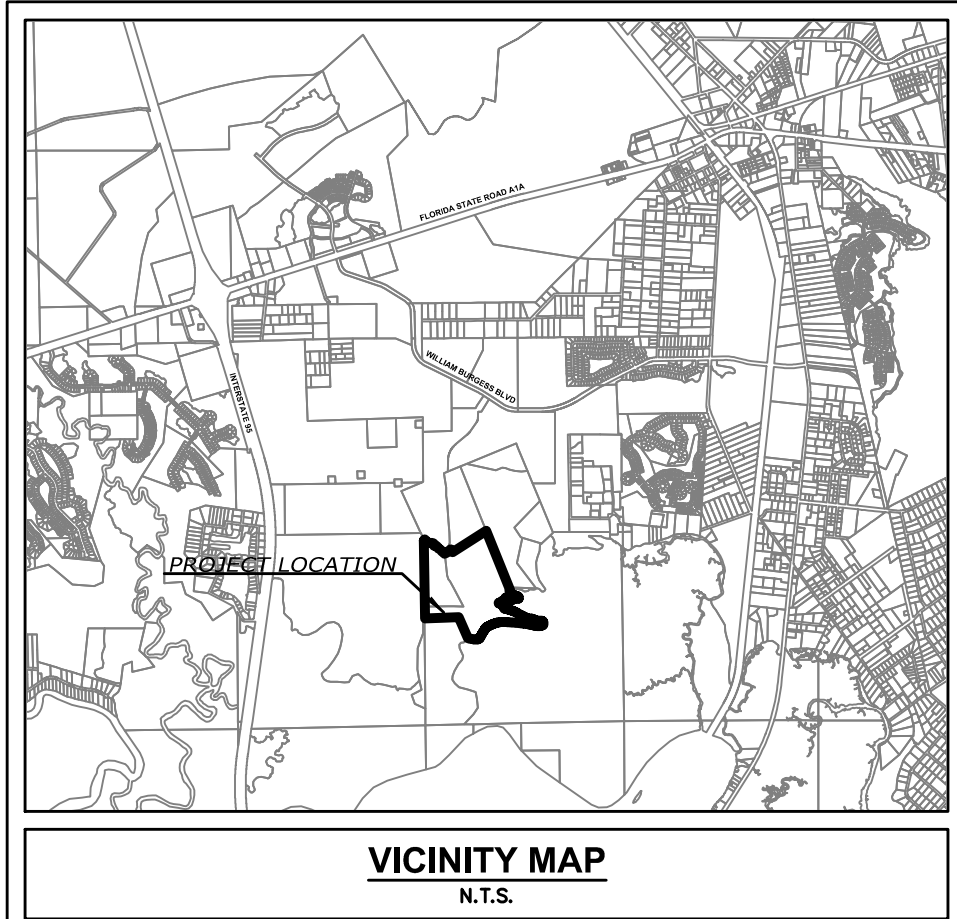 FLORIDA STATE ROAD A1A
WILLIAM BURGESS BLVD
INTERSTATE 95
PROJECT LOCATION
VICINITY MAP
N.T.S.